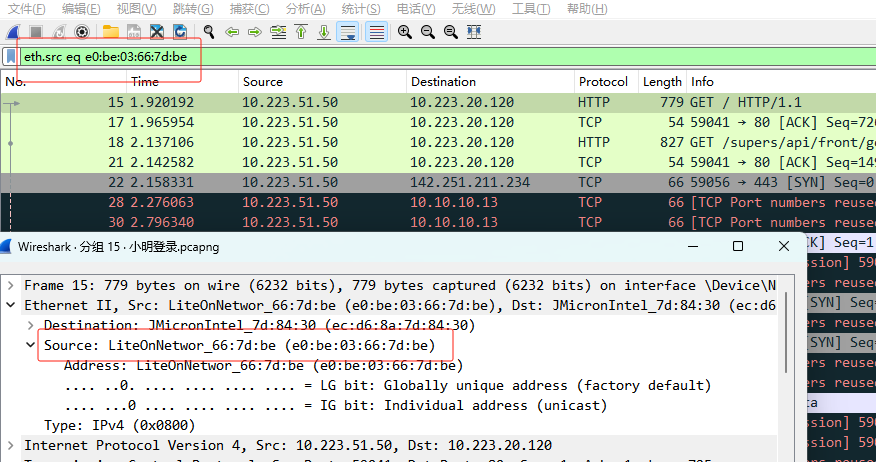 文件(F) 编辑(E) 视图(V) 跳转(G) 捕获(C) 分析(A) 统计(S) 电话(Y) 无线(W) 工具(T) 帮助(H)
eth.src eq e0:be:03:66:7d:be
No. Time Source Destination Protocol Length Info
15 1.920192 10.223.51.50 10.223.20.120 HTTP 779 GET / HTTP/1.1
17 1.965954 10.223.51.50 10.223.20.120 TCP 54 59041 → 80 [ACK] Seq=726
18 2.137106 10.223.51.50 10.223.20.120 HTTP 827 GET /supers/api/front/ge
21 2.142582 10.223.51.50 10.223.20.120 TCP 54 59041 → 80 [ACK] Seq=149
22 2.158331 10.223.51.50 142.251.211.234 TCP 66 59056 → 443 [SYN] Seq=0
28 2.276063 10.223.51.50 10.10.10.13 TCP 66 [TCP Port numbers reused
30 2.796340 10.223.51.50 10.10.10.13 TCP 66 [TCP Port numbers reused
Wireshark · 分组 15 · 小明登录.pcapng
CK] Seq=1
ssion] 590
Frame 15: 779 bytes on wire (6232 bits), 779 bytes captured (6232 bits) on interface \Device\N
ers reuse
Ethernet II, Src: LiteOnNetwor_66:7d:be (e0:be:03:66:7d:be), Dst: JMicronIntel_7d:84:30 (ec:d6
[SYN] Seq=
Destination: JMicronIntel_7d:84:30 (ec:d6:8a:7d:84:30)
ssion] 590
Source: LiteOnNetwor_66:7d:be (e0:be:03:66:7d:be)
[SYN] Seq=
Address: LiteOnNetwor_66:7d:be (e0:be:03:66:7d:be)
ers reuse
.... ..0. .... .... .... .... = LG bit: Globally unique address (factory default)
ers reuse
.... ...0 .... .... .... .... = IG bit: Individual address (unicast)
ta
Type: IPv4 (0x0800)
ssion] 590
Internet Protocol Version 4, Src: 10.223.51.50, Dst: 10.223.20.120
ssion] 590
ers reuse